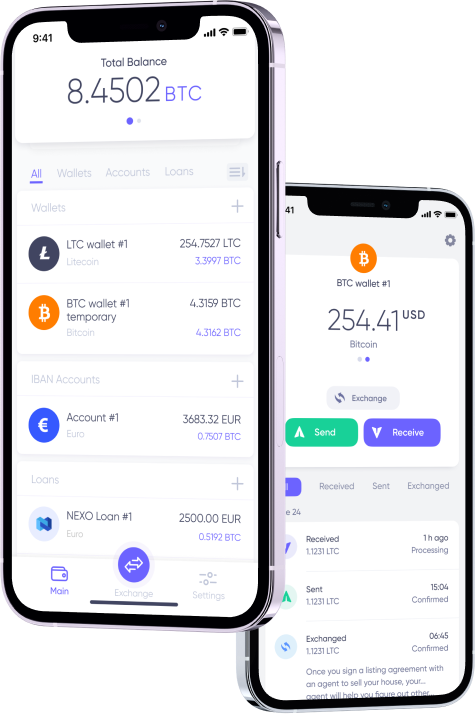 9:41
Total Balance
8.4502 BTC
All Wallets Accounts Loans
Wallets
LTC wallet #1 254.7527 LTC
Litecoin 3.3997 BTC
BTC wallet #1 4.3159 BTC
temporary
Bitcoin 4.3162 BTC
IBAN Accounts
Account #1 3683.32 EUR
Euro 0.7507 BTC
Loans
NEXO Loan #1 2500.00 EUR
Euro 0.5192 BTC
Main Exchange Settings
41
BTC wallet #1
254.41 USD
Bitcoin
Exchange
Send Receive
Received Sent Exchanged
24
Received 1 h ago
1.1231 LTC Processing
Sent 15:04
1.1231 LTC Confirmed
Exchanged 06:45
1.1231 LTC Confirmed
Once you sign a listing agreement with
an agent to sell your house, your...
agent will help you figure out other...